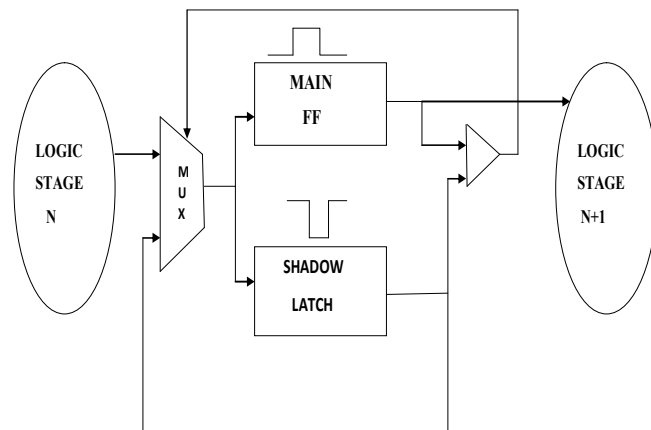 LOGIC
STAGE
N
M
U
X
MAIN
FF
SHADOW
LATCH
LOGIC
STAGE
N+1